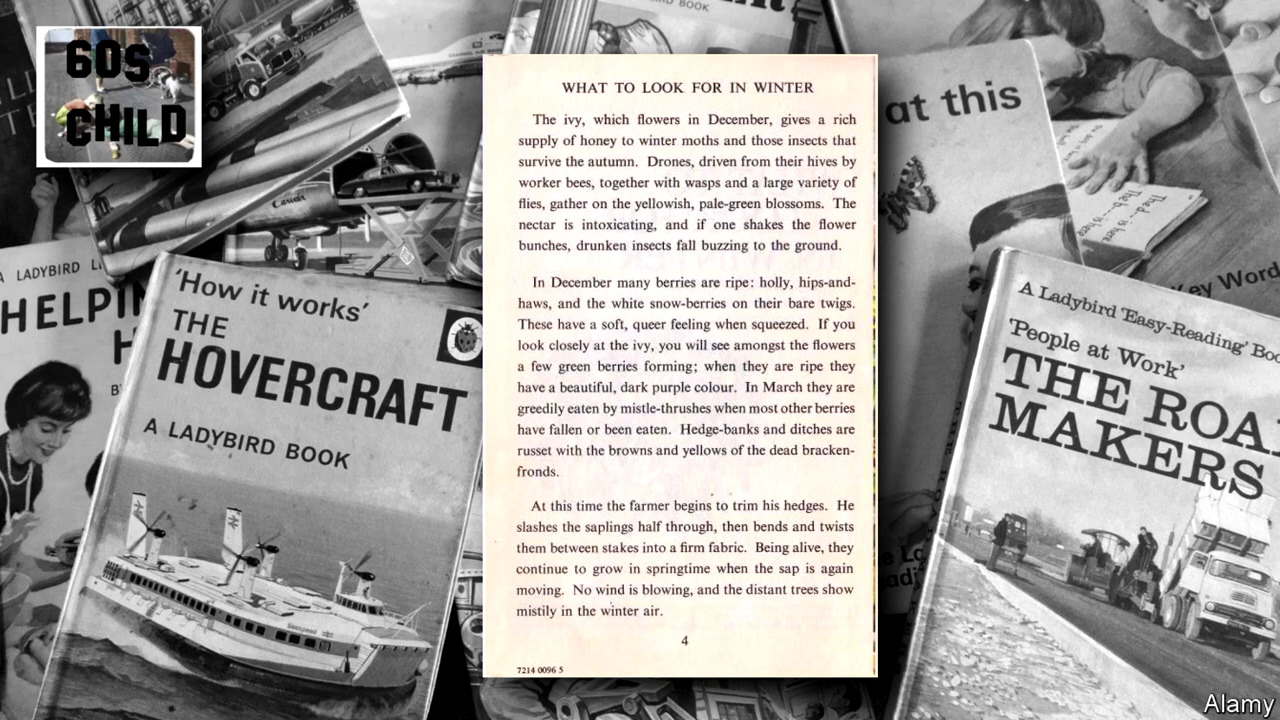 60s
CHILD
RD BOOK
at this
A LADYBIRD
HELPIN
'How it works'
THE
HOVERCRAFT
A LADYBIRD BOOK
WHAT TO LOOK FOR IN WINTER
The ivy, which flowers in December, gives a rich
supply of honey to winter moths and those insects that
survive the autumn. Drones, driven from their hives by
worker bees, together with wasps and a large variety of
flies, gather on the yellowish, pale-green blossoms. The
nectar is intoxicating, and if one shakes the flower
bunches, drunken insects fall buzzing to the ground.
In December many berries are ripe: holly, hips-and-
haws, and the white snow-berries on their bare twigs.
These have a soft, queer feeling when squeezed. If you
look closely at the ivy, you will see amongst the flowers
a few green berries forming; when they are ripe they
have a beautiful, dark purple colour. In March they are
greedily eaten by mistle-thrushes when most other berries
have fallen or been eaten. Hedge-banks and ditches are
russet with the browns and yellows of the dead bracken-
fronds.
At this time the farmer begins to trim his hedges. He
slashes the saplings half through, then bends and twists
them between stakes into a firm fabric. Being alive, they
continue to grow in springtime when the sap is again
moving. No wind is blowing, and the distant trees show
mistily in the winter air.
4
7214 0096 5
Key Word
A Ladybird 'Easy-Reading' Boo
'People at Work'
THE ROA
MAKERS
Alamy